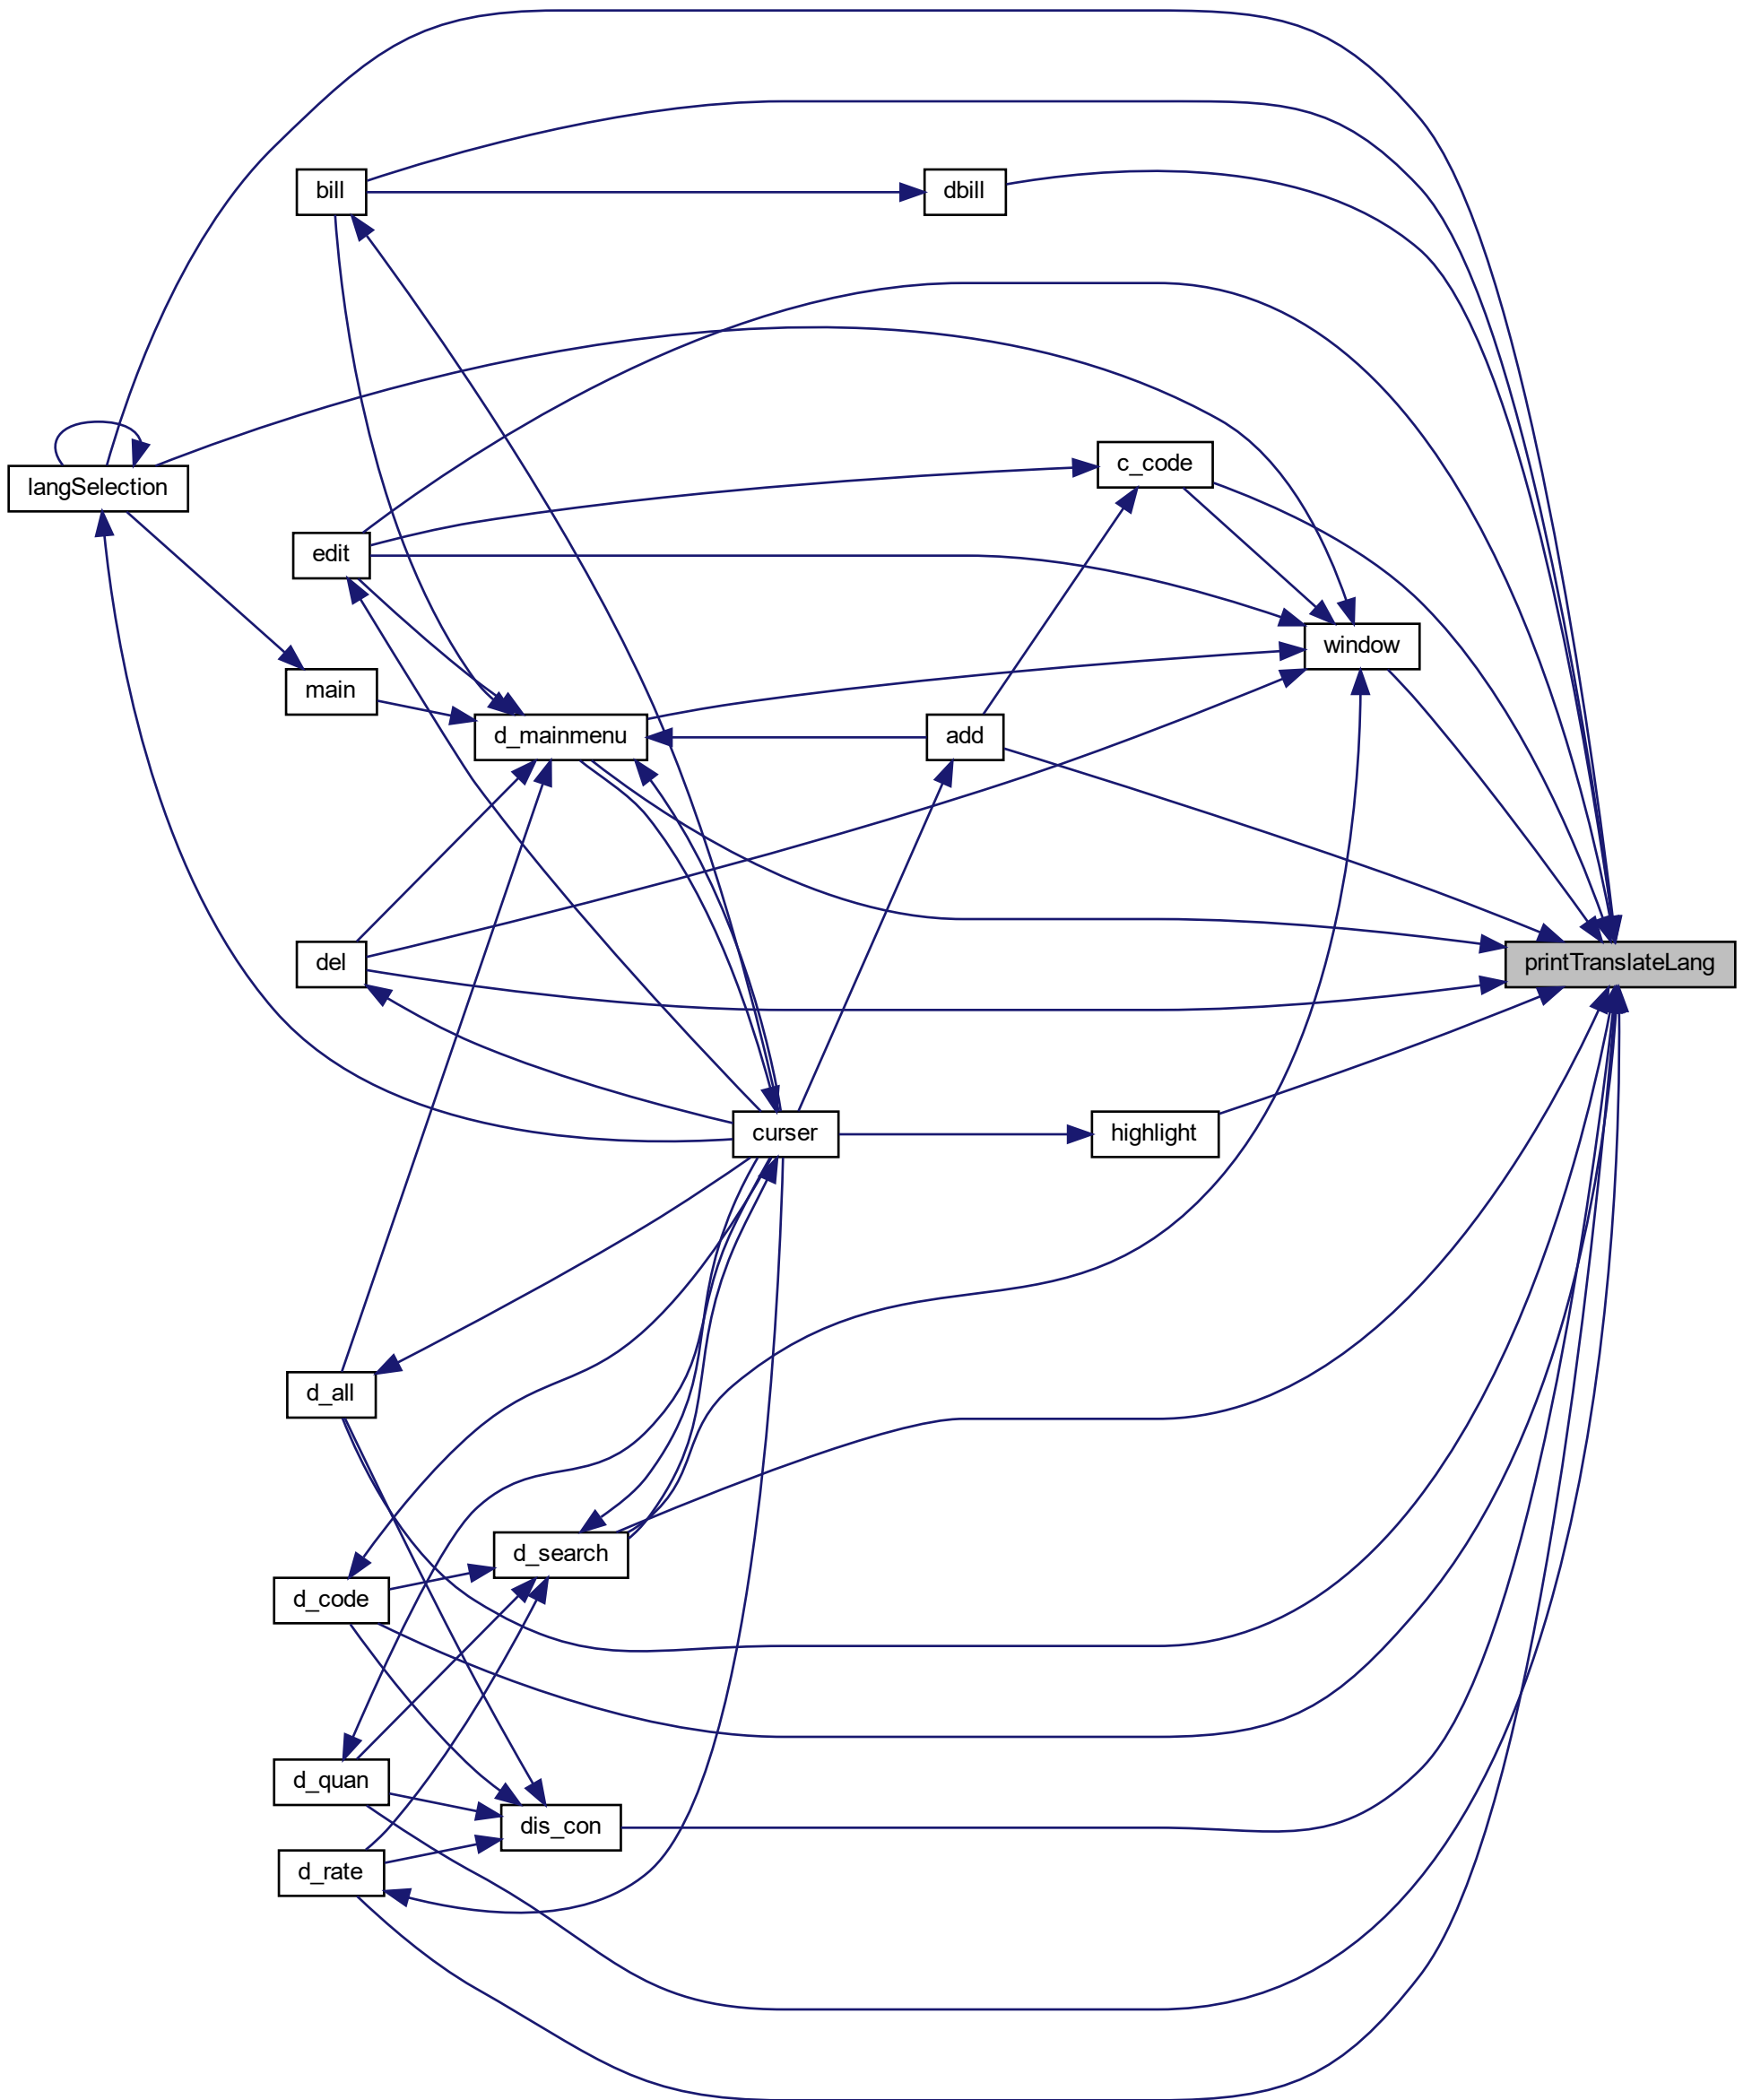 bill
dbill
c_code
langSelection
edit
window
main
d_mainmenu
add
del
printTranslateLang
curser
highlight
d_all
d_search
d_code
d_quan
dis_con
d_rate